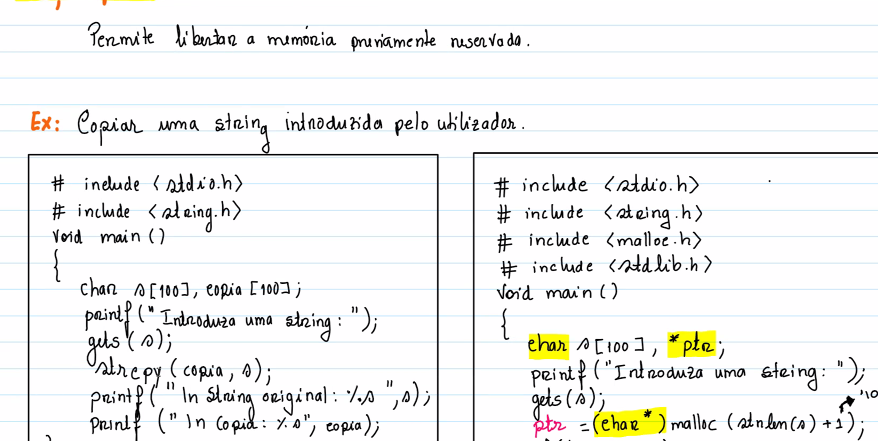 Permite libertar a memória previamente reservada.
Ex: Copiar uma string introduzida pelo utilizador.
# include <stdio.h>
# include <string.h>
void main ()
{
char s[100], copia [100];
printf (" Introduza uma string : ");
gets (s);
strcpy (copia, s);
printf (" \n String original : %s ", s);
printf (" \n Copia : %s", copia);
# include <stdio.h>
# include <string.h>
# include <malloc.h>
# include <stdlib.h>
void main ()
{
char s[100], *ptr;
printf ("Introduza uma string: ");
gets (s);
ptr = (char *) malloc (strlen (s) + 1);
'\0